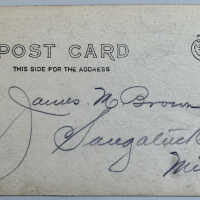 POST CARD
THIS SIDE FOR THE ADDRESS
James M Brown
Saugatuck
Mi